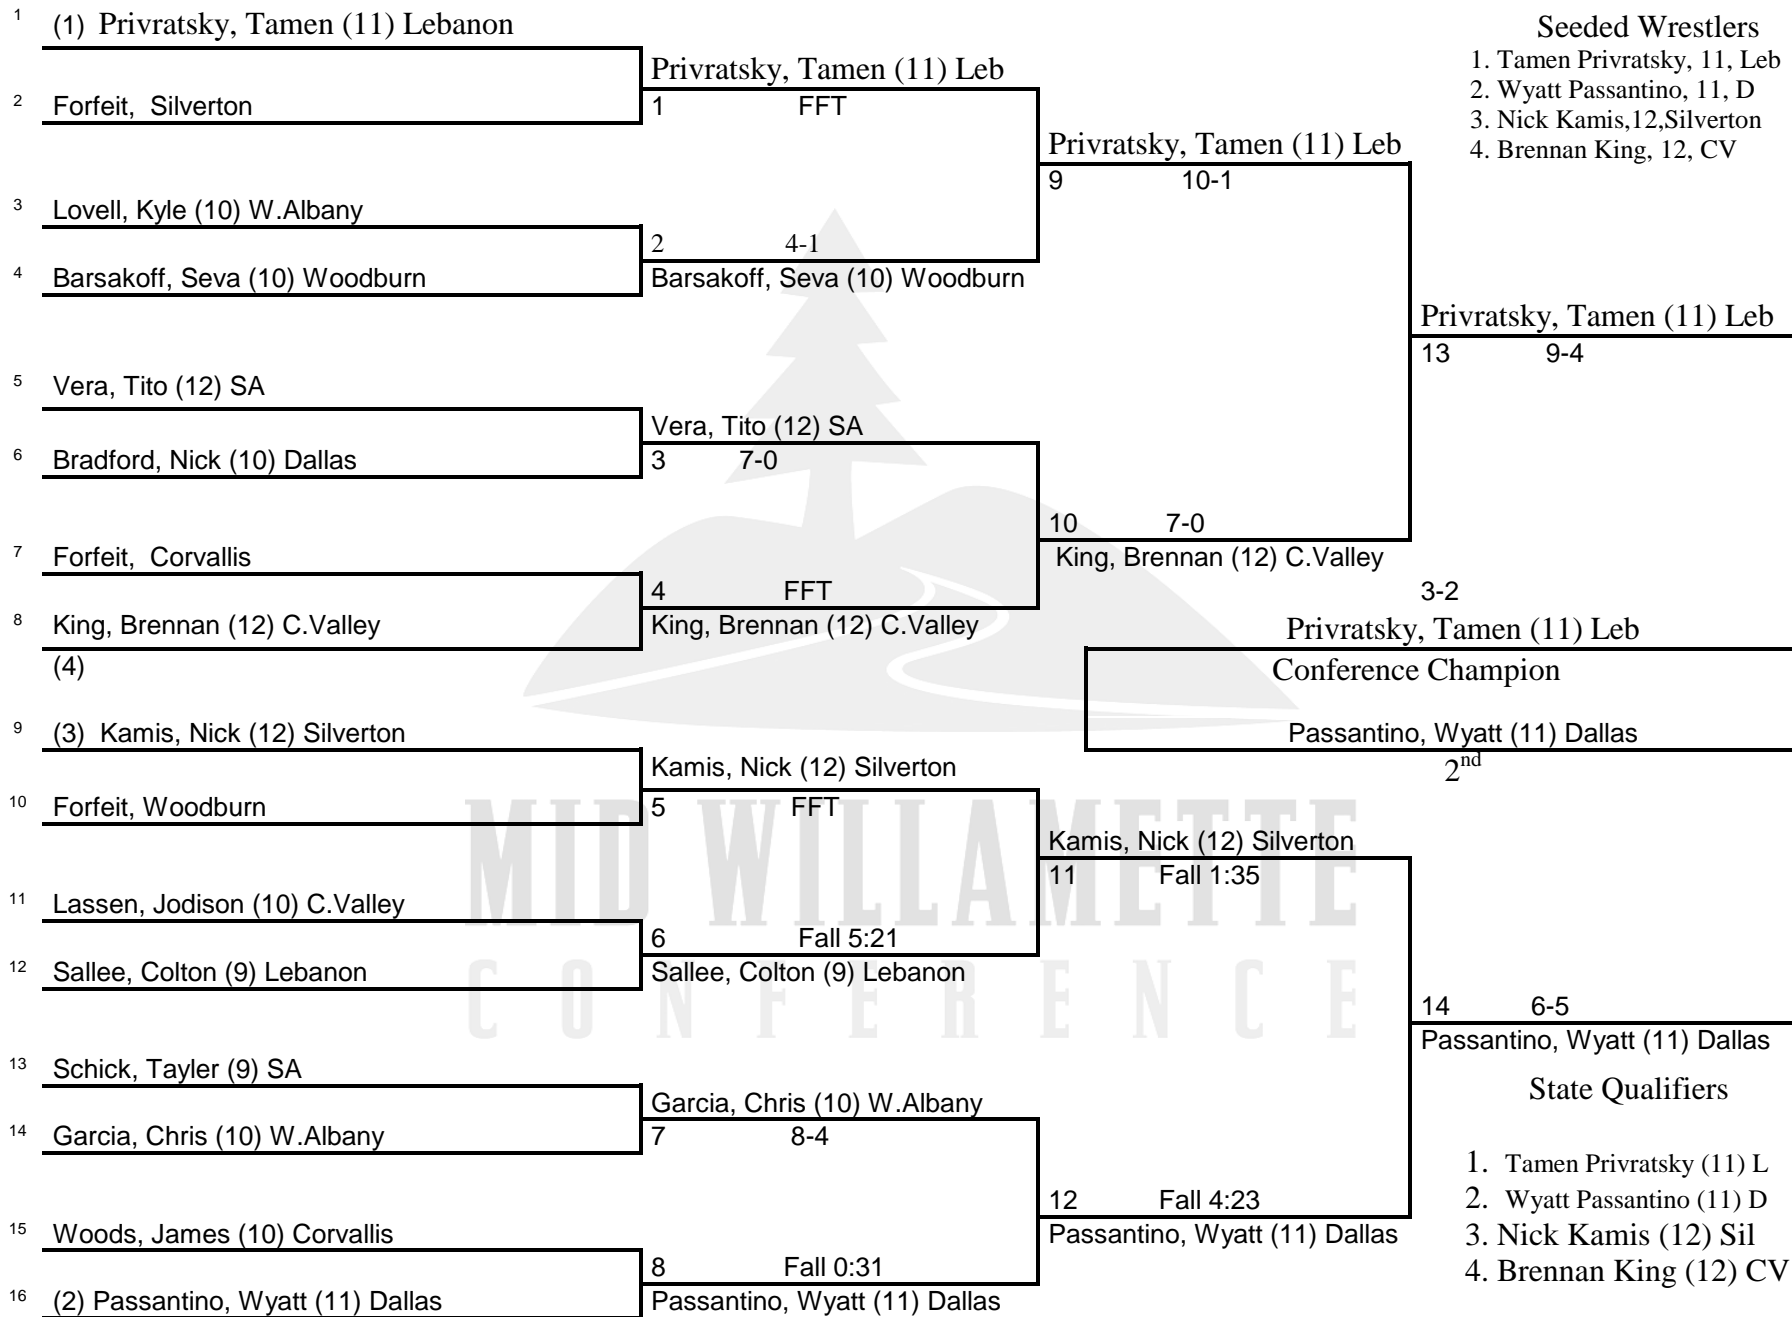 1 (1) Privratsky, Tamen (11) Lebanon
2 Forfeit, Silverton
3 Lovell, Kyle (10) W.Albany
4 Barsakoff, Seva (10) Woodburn
5 Vera, Tito (12) SA
6 Bradford, Nick (10) Dallas
7 Forfeit, Corvallis
8 King, Brennan (12) C.Valley
(4)
9 (3) Kamis, Nick (12) Silverton
10 Forfeit, Woodburn
11 Lassen, Jodison (10) C.Valley
12 Sallee, Colton (9) Lebanon
13 Schick, Tayler (9) SA
14 Garcia, Chris (10) W.Albany
15 Woods, James (10) Corvallis
16 (2) Passantino, Wyatt (11) Dallas
Privratsky, Tamen (11) Leb
1 FFT
2 4-1
Barsakoff, Seva (10) Woodburn
Vera, Tito (12) SA
3 7-0
4 FFT
King, Brennan (12) C.Valley
Kamis, Nick (12) Silverton
5 FFT
6 Fall 5:21
Sallee, Colton (9) Lebanon
Garcia, Chris (10) W.Albany
7 8-4
8 Fall 0:31
Passantino, Wyatt (11) Dallas
Privratsky, Tamen (11) Leb
9 10-1
10 7-0
King, Brennan (12) C.Valley
Kamis, Nick (12) Silverton
11 Fall 1:35
12 Fall 4:23
Passantino, Wyatt (11) Dallas
Seeded Wrestlers
1. Tamen Privratsky, 11, Leb
2. Wyatt Passantino, 11, D
3. Nick Kamis,12,Silverton
4. Brennan King, 12, CV
Privratsky, Tamen (11) Leb
13 9-4
3-2
Privratsky, Tamen (11) Leb
Conference Champion
Passantino, Wyatt (11) Dallas
2nd
14 6-5
Passantino, Wyatt (11) Dallas
State Qualifiers
1. Tamen Privratsky (11) L
2. Wyatt Passantino (11) D
3. Nick Kamis (12) Sil
4. Brennan King (12) CV
MID WILLAMETTE
CONFERENCE